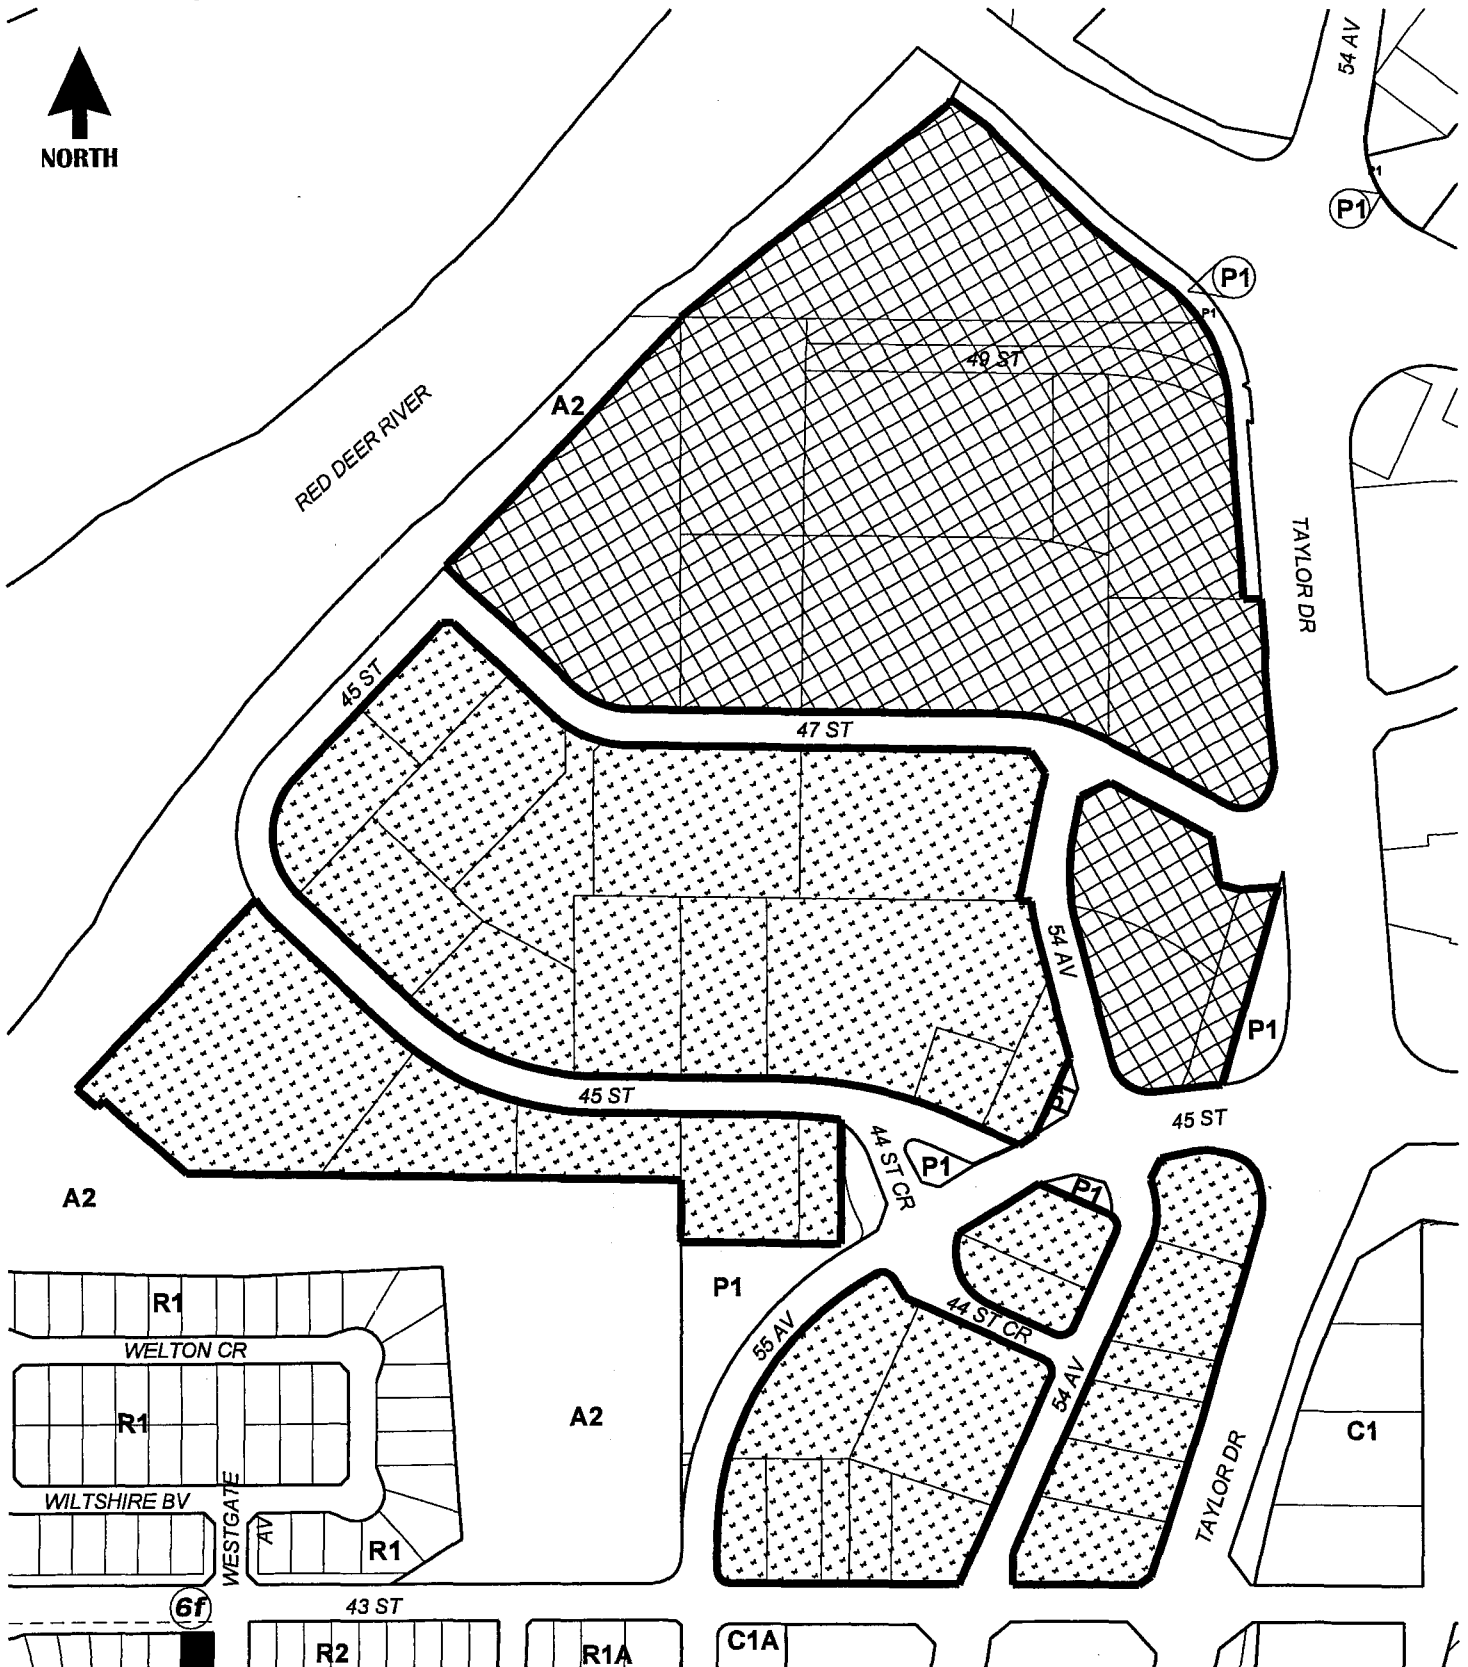 54 AV
NORTH
P1
P1
P1
P1
49 ST
A2
RED DEER RIVER
TAYLOR DR
45 ST
47 ST
54 AV
P1
45 ST
P1
45 ST
44 ST CR
P1
P1
A2
P1
R1
44 ST CR
55 AV
WELTON CR
54 AV
A2
R1
C1
TAYLOR DR
WILTSHIRE BV
WESTGATE
AV
R1
6f
43 ST
R2
R1A
C1A